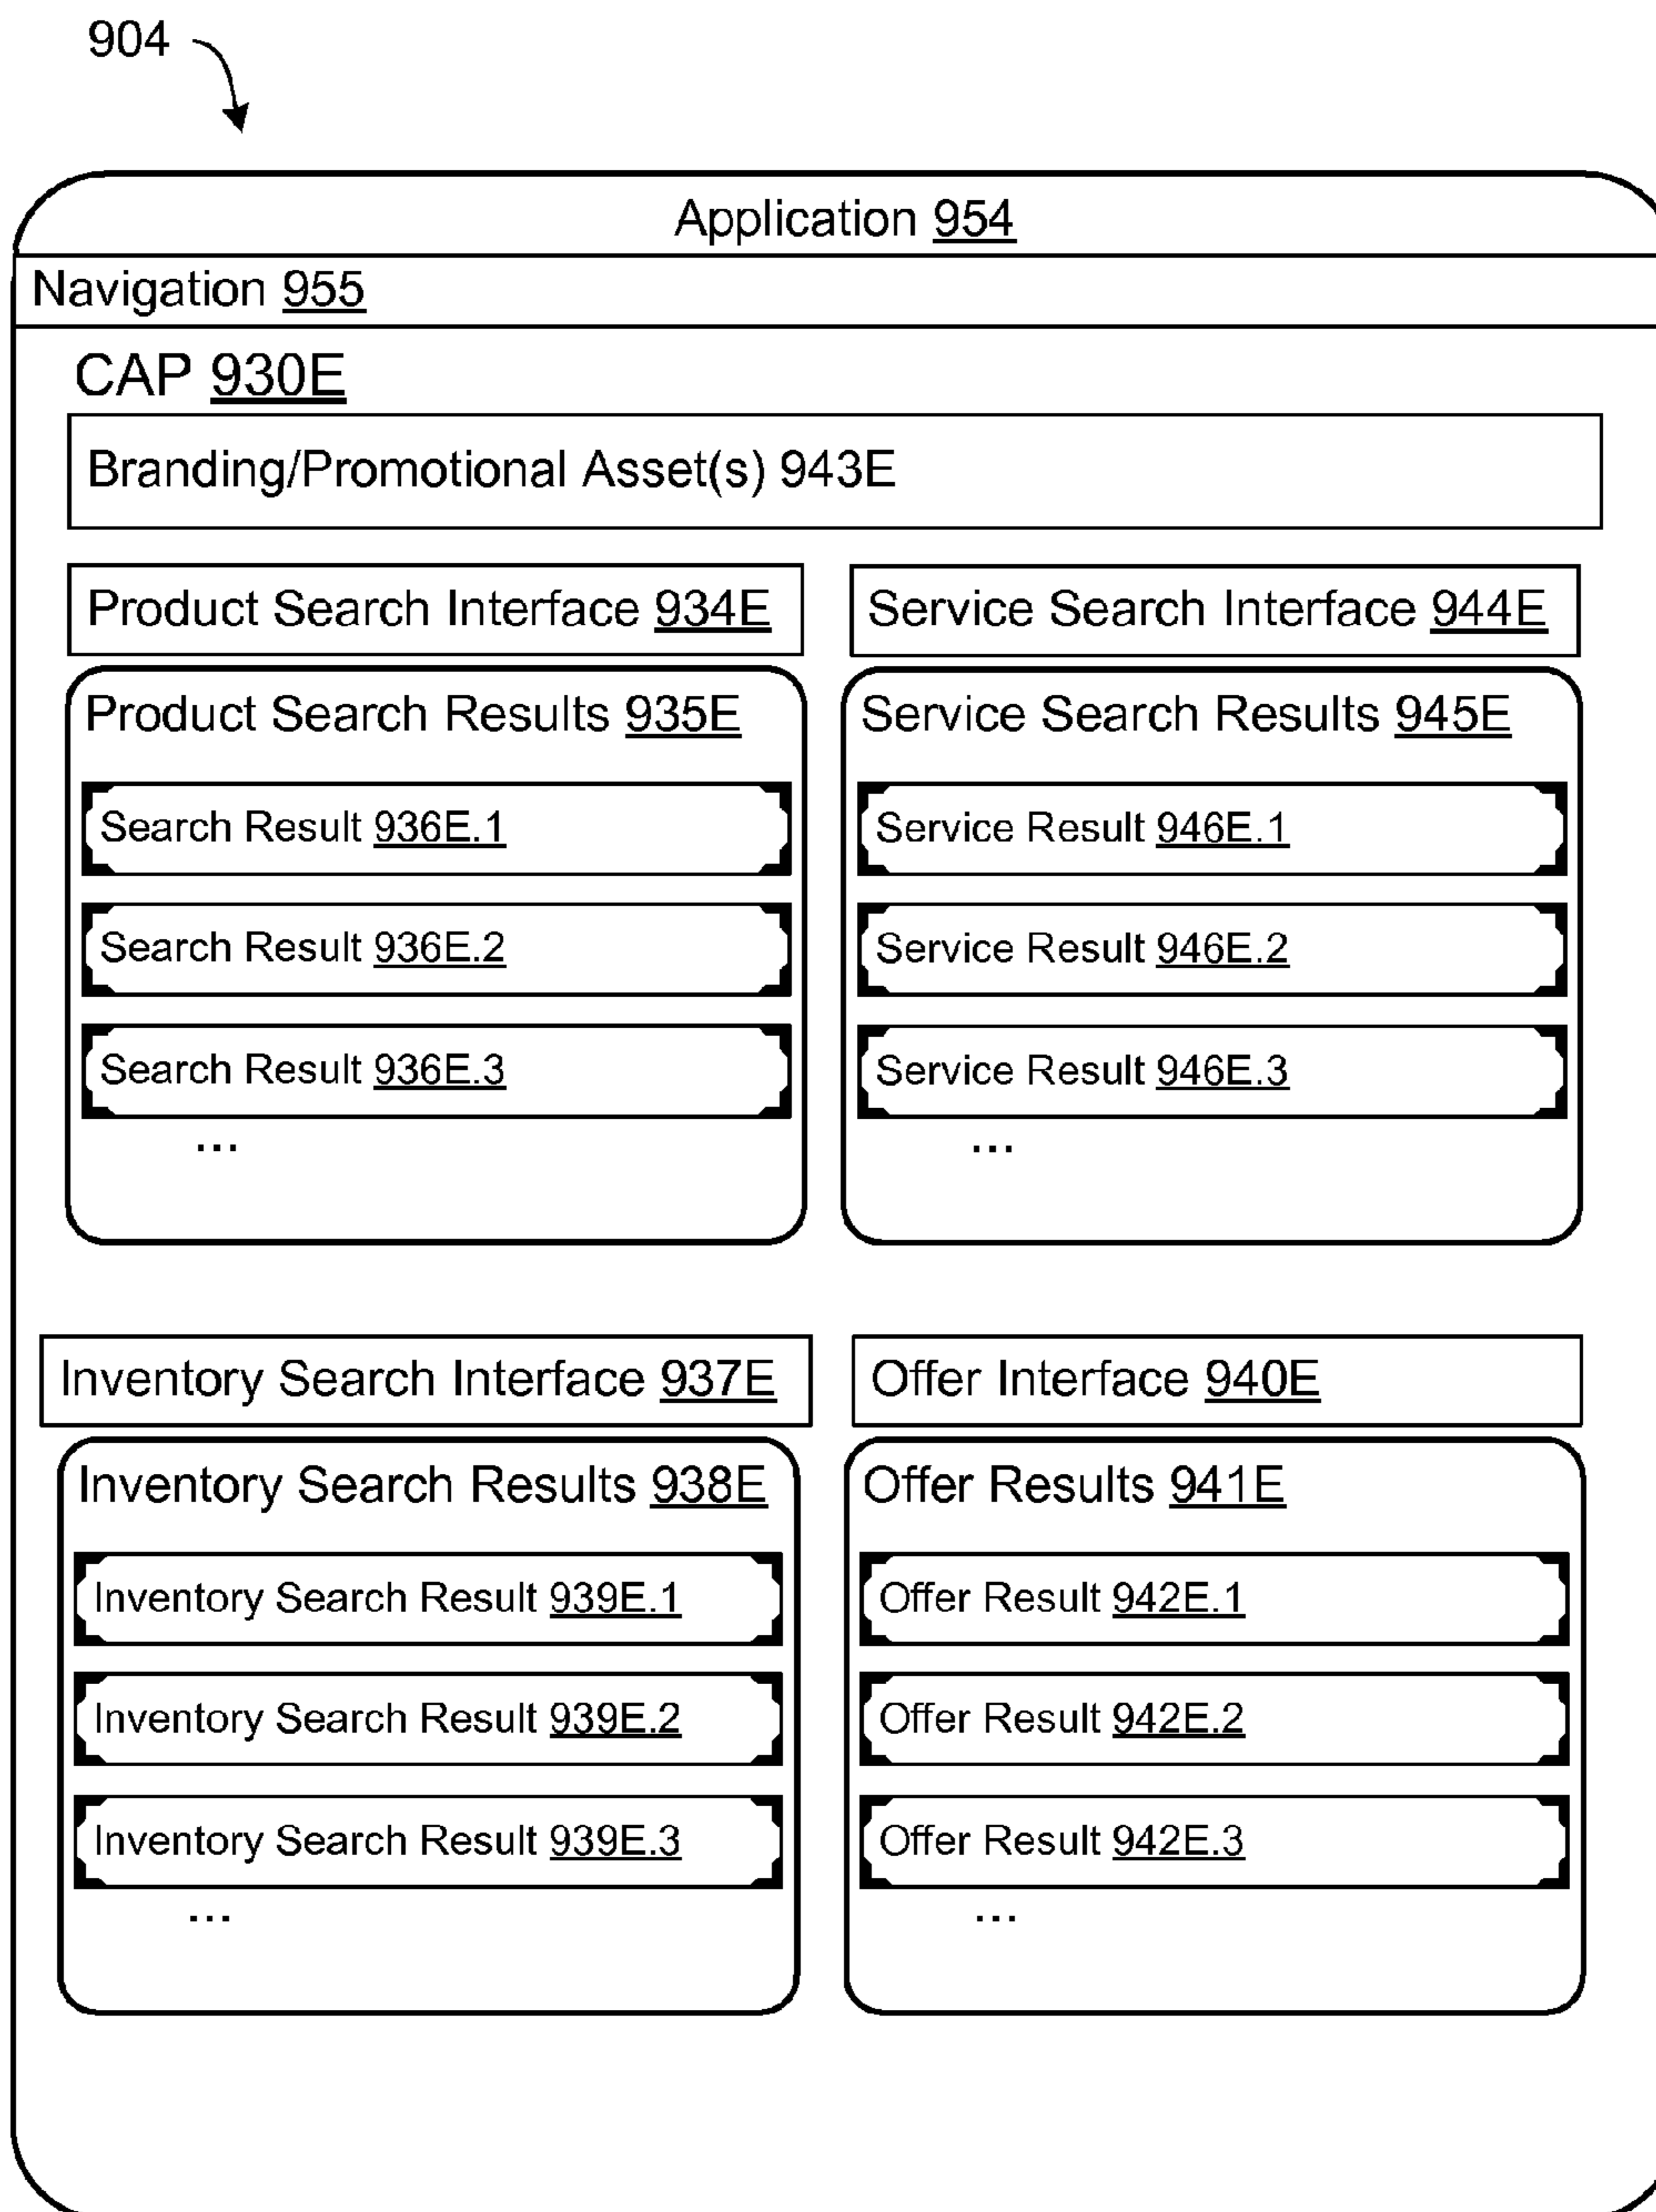 904
Application 954
Navigation 955
CAP 930E
Branding/Promotional Asset(s) 943E
Product Search Interface 934E
Service Search Interface 944E
Product Search Results 935E
Search Result 936E.1
Search Result 936E.2
Search Result 936E.3
...
Service Search Results 945E
Service Result 946E.1
Service Result 946E.2
Service Result 946E.3
...
Inventory Search Interface 937E
Offer Interface 940E
Inventory Search Results 938E
Inventory Search Result 939E.1
Inventory Search Result 939E.2
Inventory Search Result 939E.3
...
Offer Results 941E
Offer Result 942E.1
Offer Result 942E.2
Offer Result 942E.3
...